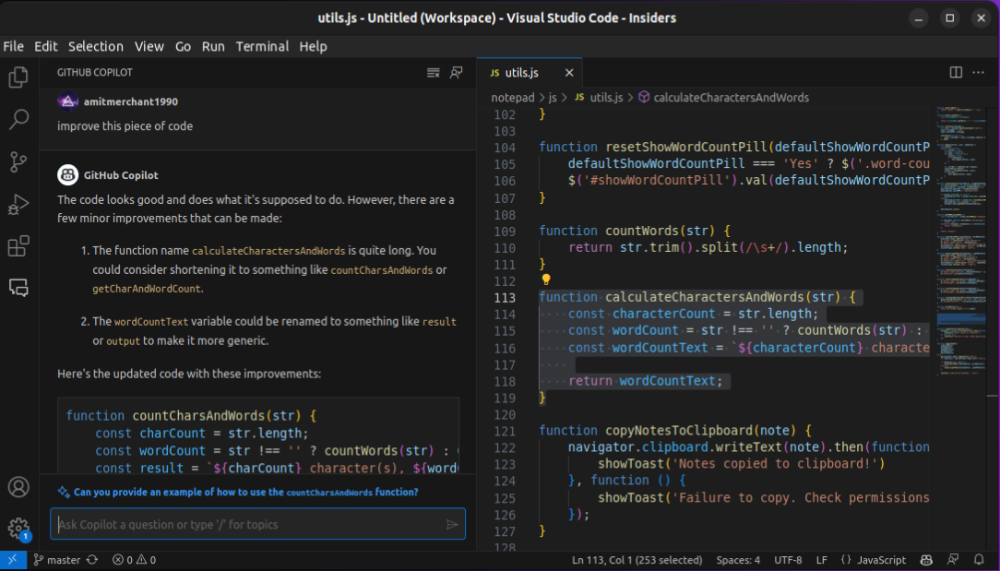 utils.js - Untitled (Workspace) - Visual Studio Code - Insiders
File Edit Selection View Go Run Terminal Help
GITHUB COPILOT
amitmerchant1990
improve this piece of code
GitHub Copilot
The code looks good and does what it's supposed to do. However, there are a
few minor improvements that can be made:
1. The function name calculateCharactersAndWords is quite long. You
could consider shortening it to something like countCharsAndWords or
getCharAndWordCount.
2. The wordCountText variable could be renamed to something like result
or output to make it more generic.
Here's the updated code with these improvements:
function countCharsAndWords(str) {
const charCount = str.length;
const wordCount = str !== '' ? countWords(str) :
const result = `${charCount} character(s), ${word
Can you provide an example of how to use the countCharsAndWords function?
Ask Copilot a question or type '/' for topics
JS utils.js
notepad > js > JS utils.js > calculateCharactersAndWords
102 }
103
104 function resetShowWordCountPill(defaultShowWordCountP
105 defaultShowWordCountPill === 'Yes' ? $('.word-cou
106 $('#showWordCountPill').val(defaultShowWordCountP
107 }
108
109 function countWords(str) {
110 return str.trim().split(/\s+/).length;
111 }
112
113 function calculateCharactersAndWords(str) {
114 const characterCount = str.length;
115 const wordCount = str !== '' ? countWords(str) :
116 const wordCountText = `${characterCount} characte
117
118 return wordCountText;
119 }
120
121 function copyNotesToClipboard(note) {
122 navigator.clipboard.writeText(note).then(function
123 showToast('Notes copied to clipboard!')
124 }, function () {
125 showToast('Failure to copy. Check permissions
126 });
127 }
128
1
master 0 0
Ln 113, Col 1 (253 selected) Spaces: 4 UTF-8 LF {} JavaScript